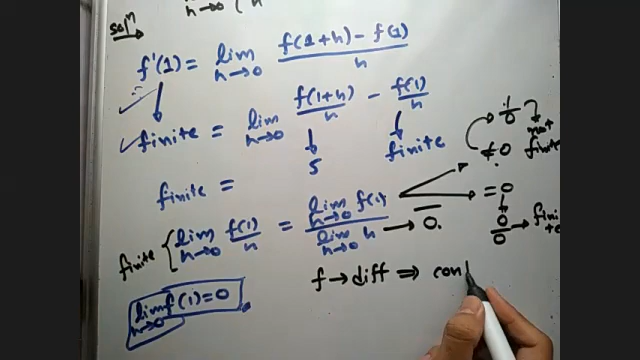 solⁿ
lim h→0
f'(1) = lim h→0 f(1+h) - f(1) / h
finite = lim h→0 f(1+h)/h - f(1)/h
5 finite
finite =
finite { lim h→0 f(1)/h = lim h→0 f(1) / lim h→0 h → 0.
≠0 1/0 not finite
=0 0/0 →
lim h→0 f(1) = 0
f → diff ⇒ con